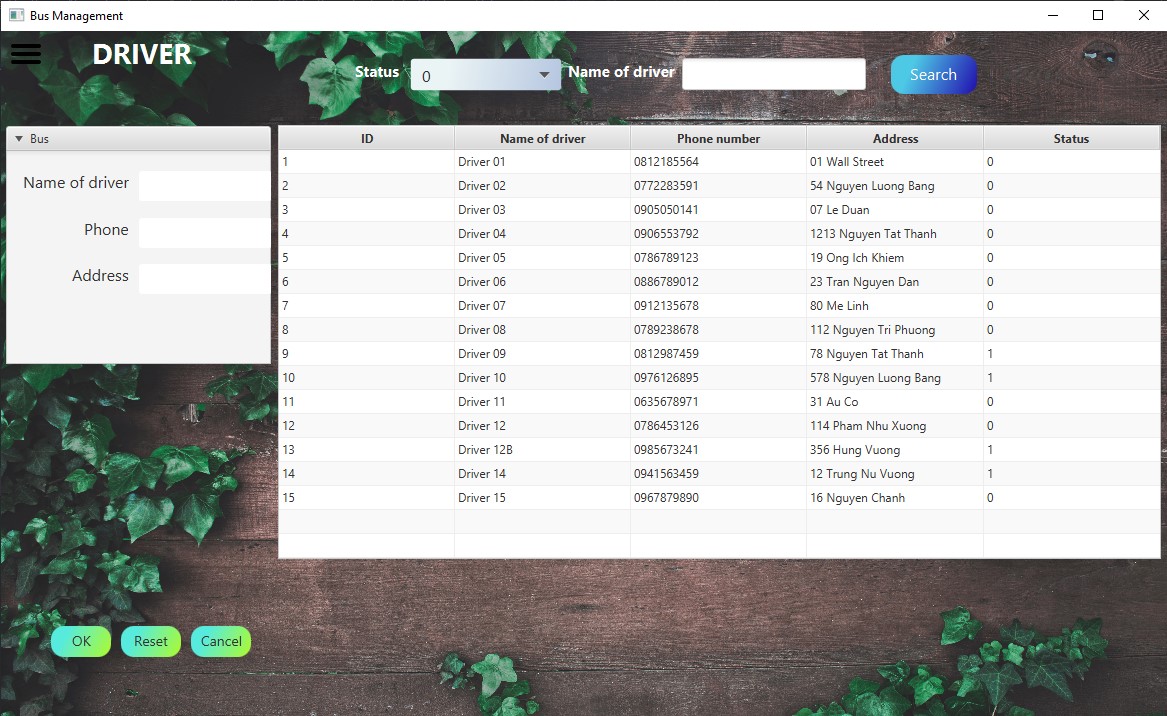 Bus Management
DRIVER
Status 0 Name of driver Search
Bus
Name of driver
Phone
Address
ID Name of driver Phone number Address Status
1 Driver 01 0812185564 01 Wall Street 0
2 Driver 02 0772283591 54 Nguyen Luong Bang 0
3 Driver 03 0905050141 07 Le Duan 0
4 Driver 04 0906553792 1213 Nguyen Tat Thanh 0
5 Driver 05 0786789123 19 Ong Ich Khiem 0
6 Driver 06 0886789012 23 Tran Nguyen Dan 0
7 Driver 07 0912135678 80 Me Linh 0
8 Driver 08 0789238678 112 Nguyen Tri Phuong 0
9 Driver 09 0812987459 78 Nguyen Tat Thanh 1
10 Driver 10 0976126895 578 Nguyen Luong Bang 1
11 Driver 11 0635678971 31 Au Co 0
12 Driver 12 0786453126 114 Pham Nhu Xuong 0
13 Driver 12B 0985673241 356 Hung Vuong 1
14 Driver 14 0941563459 12 Trung Nu Vuong 1
15 Driver 15 0967879890 16 Nguyen Chanh 0
OK Reset Cancel